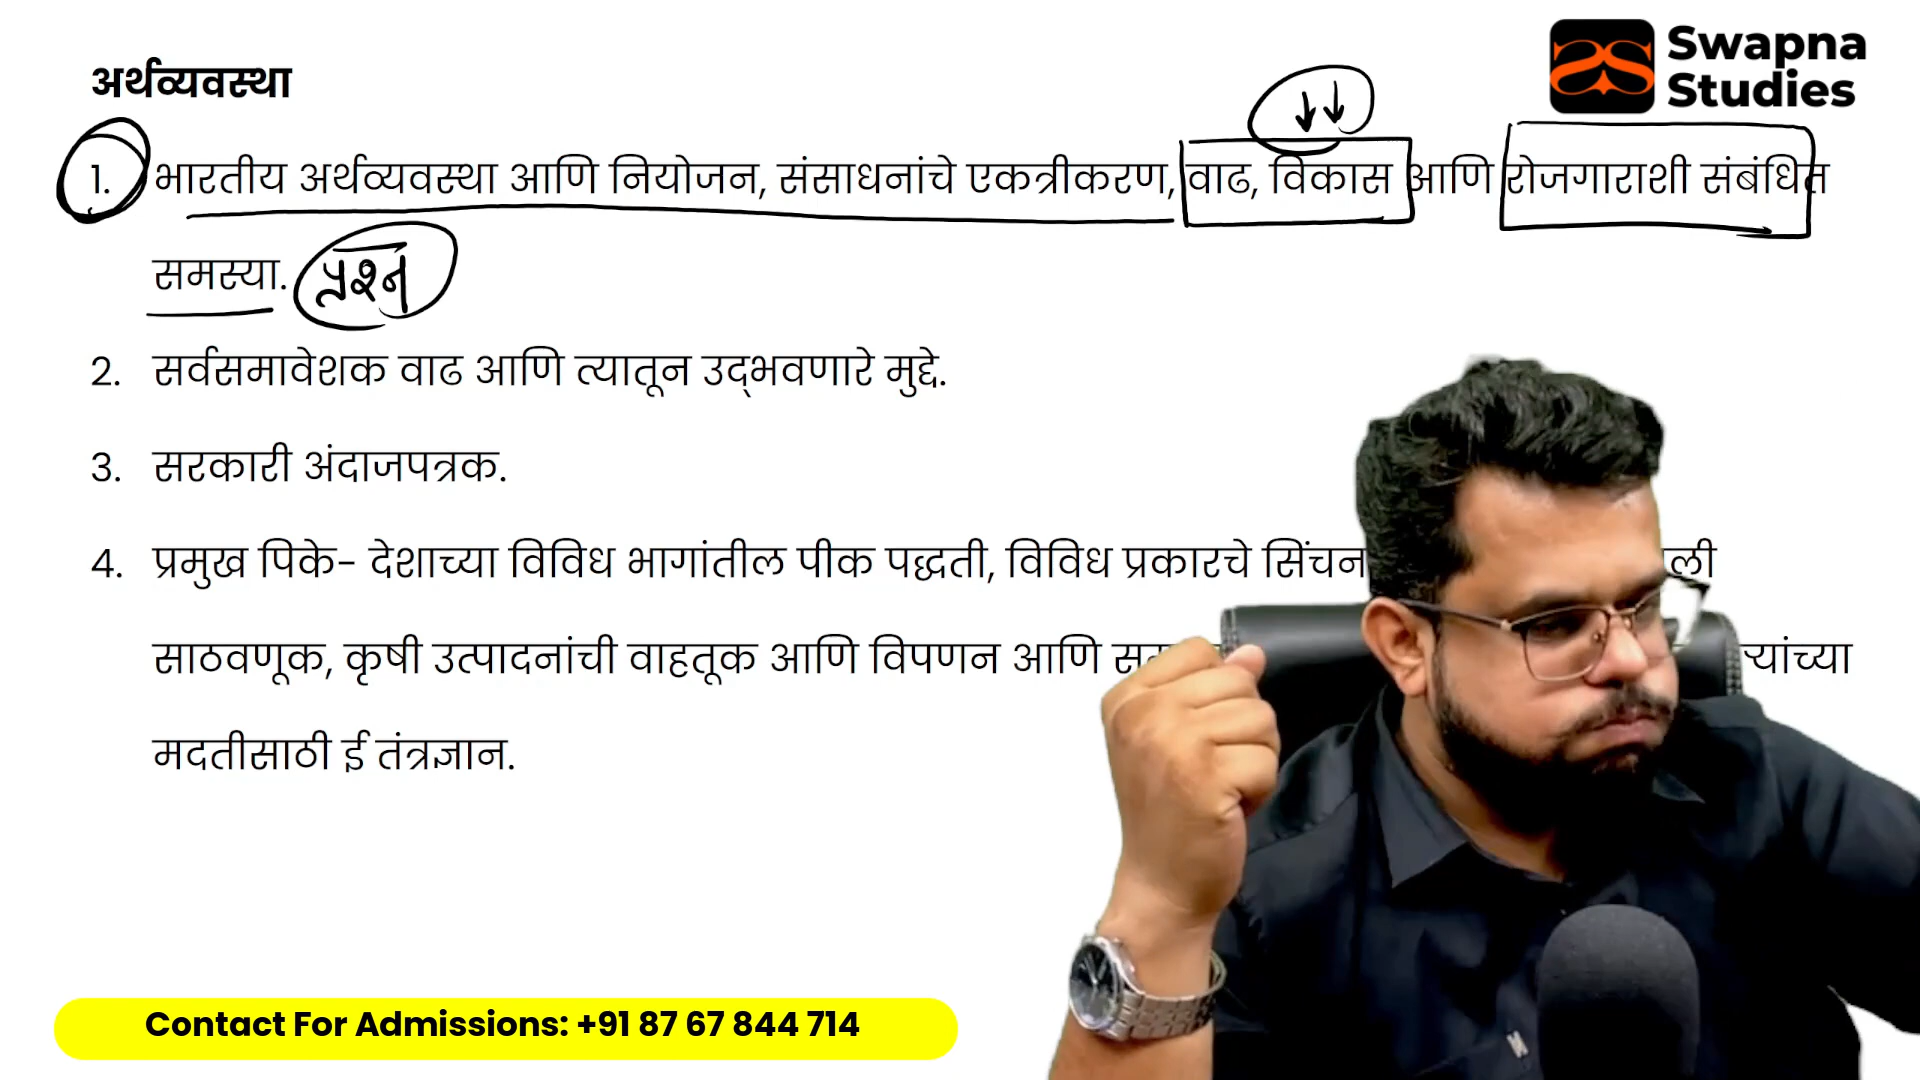 Swapna
Studies
अर्थव्यवस्था
1. भारतीय अर्थव्यवस्था आणि नियोजन, संसाधनांचे एकत्रीकरण, वाढ, विकास आणि रोजगाराशी संबंधित
समस्या. प्रश्न
2. सर्वसमावेशक वाढ आणि त्यातून उद्‌भवणारे मुद्दे.
3. सरकारी अंदाजपत्रक.
4. प्रमुख पिके- देशाच्या विविध भागांतील पीक पद्धती, विविध प्रकारचे सिंचन
साठवणूक, कृषी उत्पादनांची वाहतूक आणि विपणन आणि
मदतीसाठी ई तंत्रज्ञान.
Contact For Admissions: +91 87 67 844 714